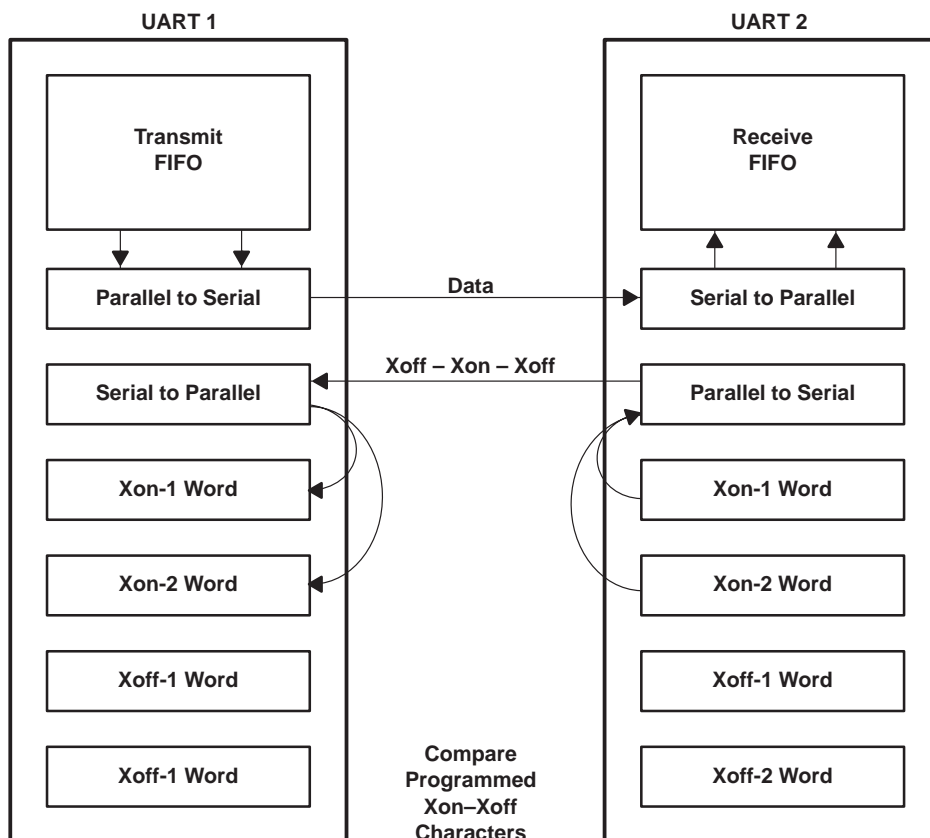 UART 1
UART 2
Transmit
FIFO
Receive
FIFO
Parallel to Serial
Data
Serial to Parallel
Xoff – Xon – Xoff
Serial to Parallel
Parallel to Serial
Xon-1 Word
Xon-1 Word
Xon-2 Word
Xon-2 Word
Xoff-1 Word
Xoff-1 Word
Xoff-1 Word
Compare
Programmed
Xon–Xoff
Characters
Xoff-2 Word